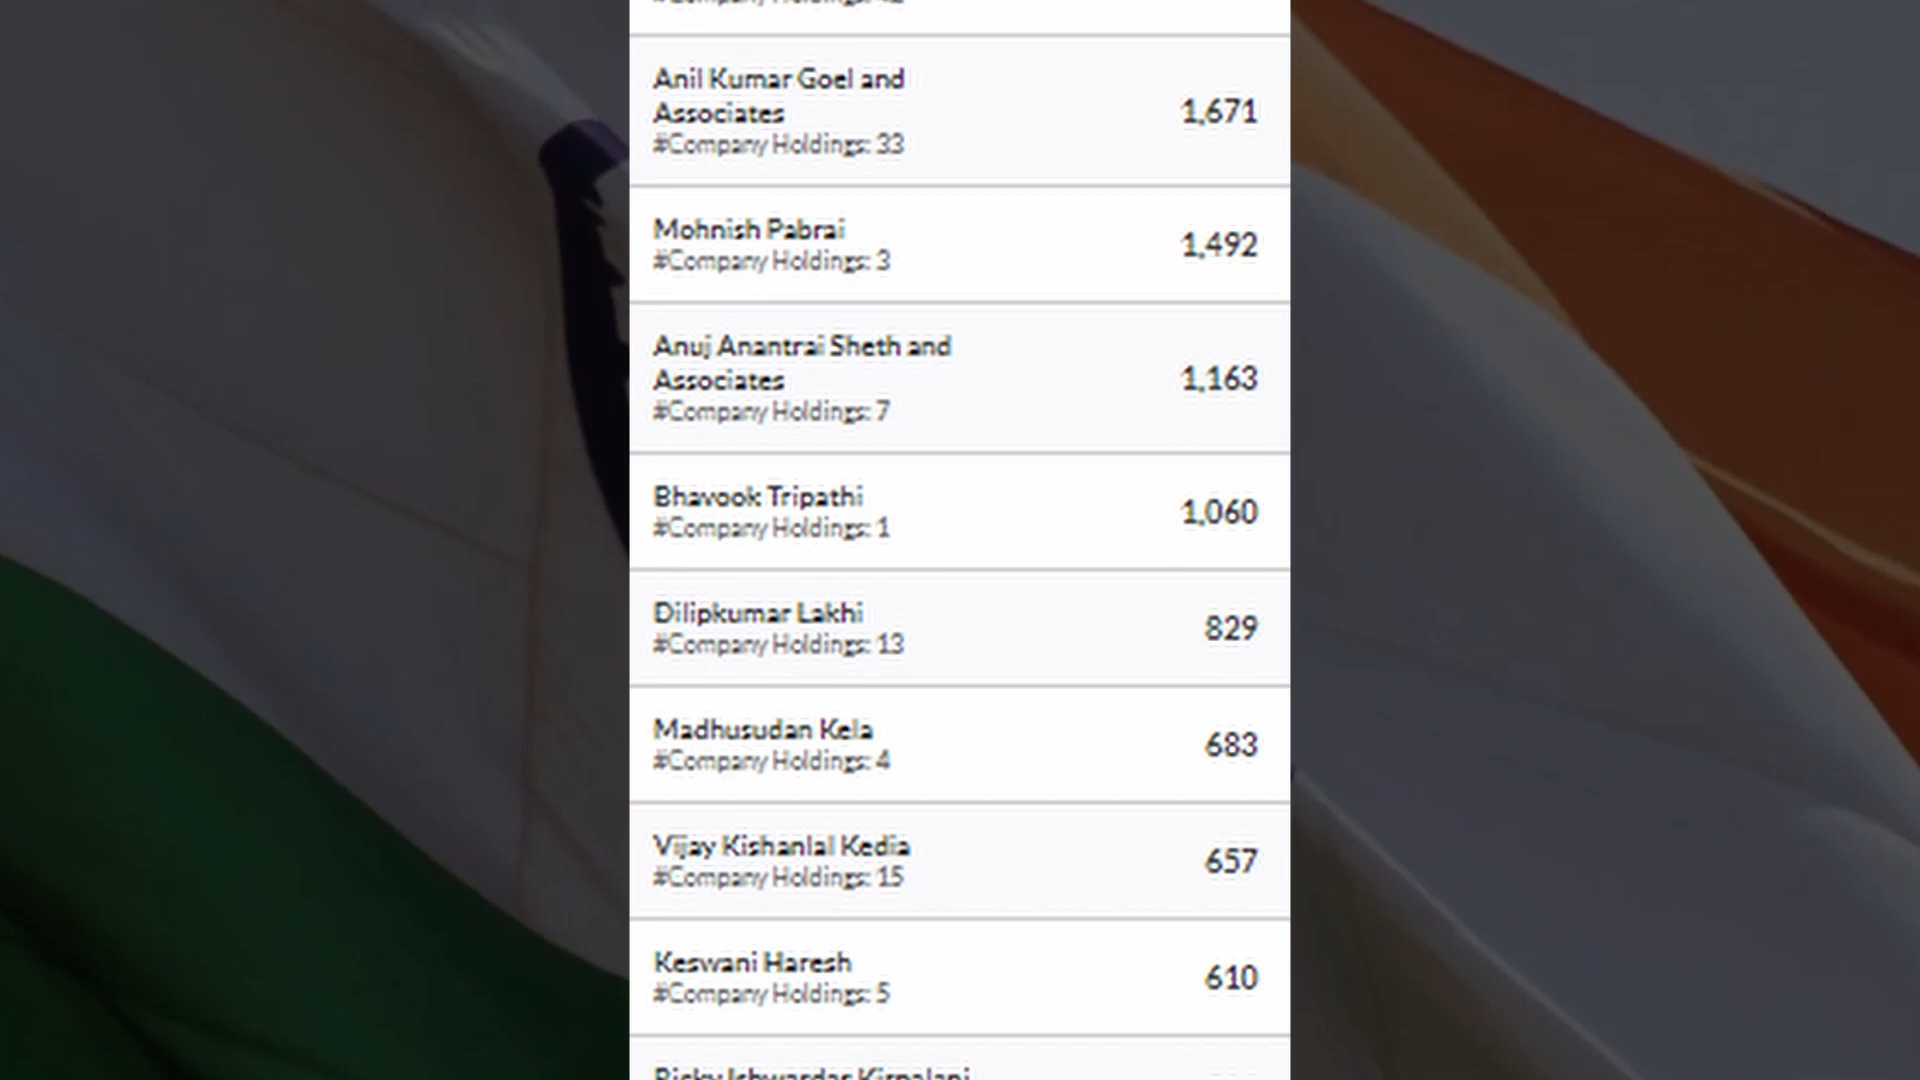 Anil Kumar Goel and
Associates
1,671
#Company Holdings: 33
Mohnish Pabrai
1,492
#Company Holdings: 3
Anuj Anantrai Sheth and
Associates
1,163
#Company Holdings: 7
Bhavook Tripathi
1,060
#Company Holdings: 1
Dilipkumar Lakhi
829
#Company Holdings: 13
Madhusudan Kela
683
#Company Holdings: 4
Vijay Kishanlal Kedia
657
#Company Holdings: 15
Keswani Haresh
610
#Company Holdings: 5